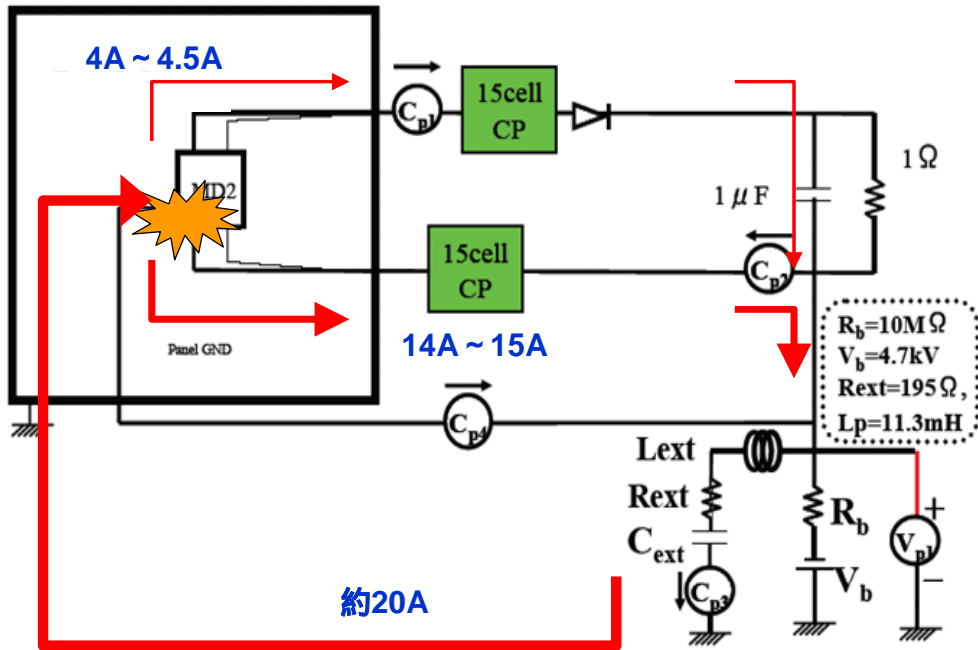 4A ~ 4.5A
Cp1
15cell
CP
1Ω
MD2
1μF
15cell
CP
Cp2
14A ~ 15A
Panel GND
Rb=10MΩ
Vb=4.7kV
Rext=195Ω,
Lp=11.3mH
Cp4
Lext
Rext
Rb
Cext
+
Vp1
−
Vb
Cp3
約20A